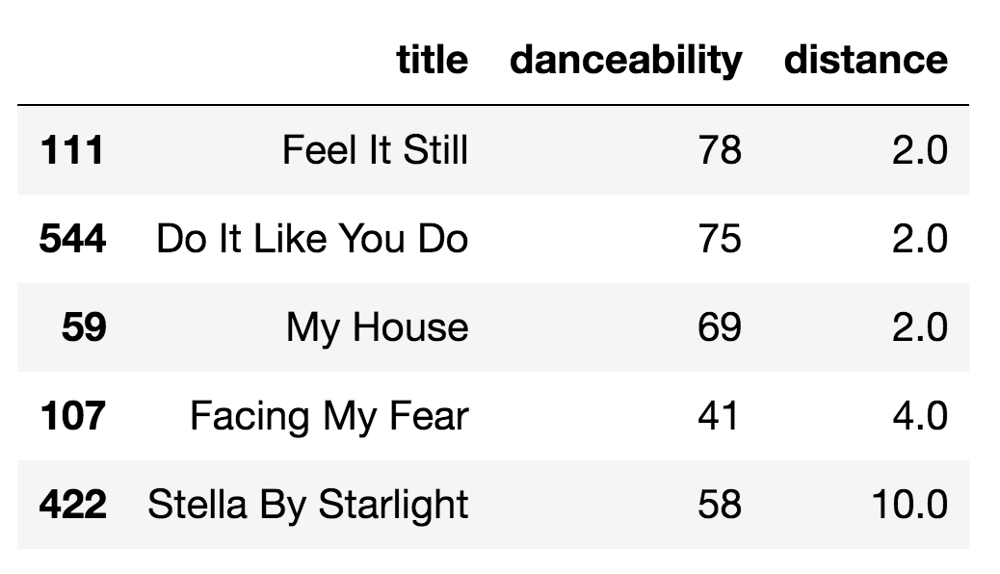 title danceability distance
111 Feel It Still 78 2.0
544 Do It Like You Do 75 2.0
59 My House 69 2.0
107 Facing My Fear 41 4.0
422 Stella By Starlight 58 10.0